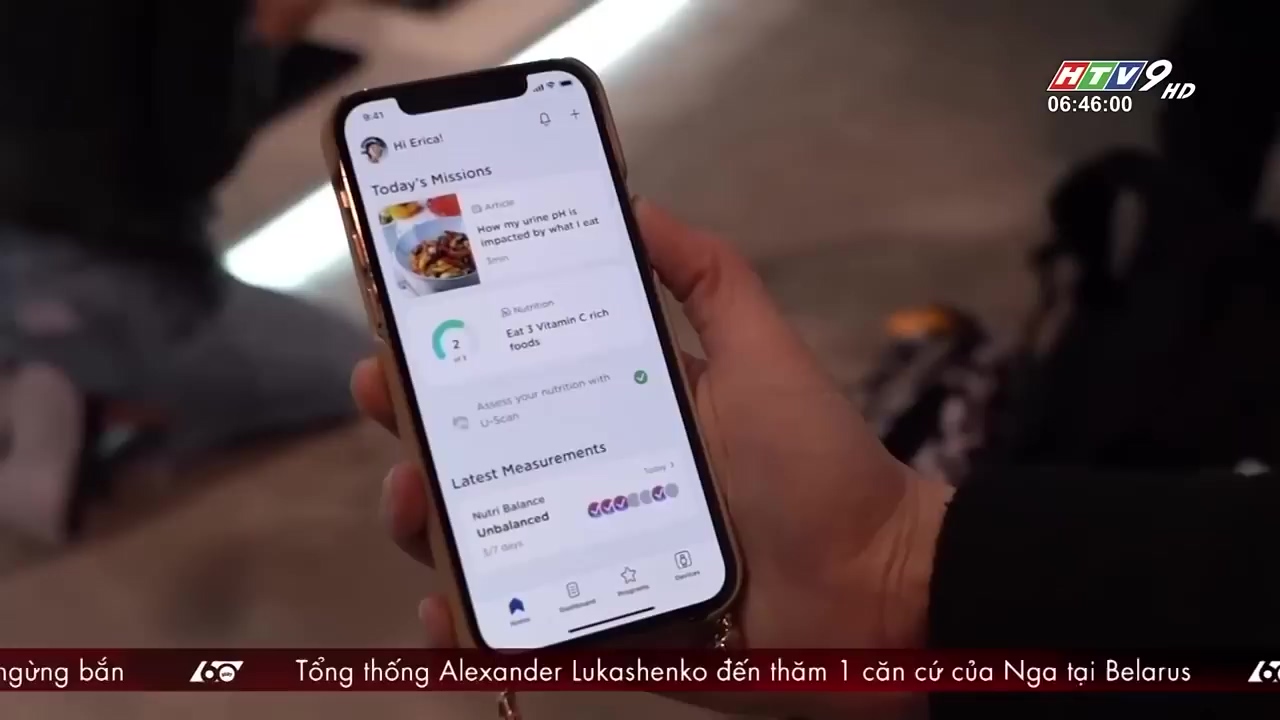 HTV9 HD
06:46:00
9:41
Hi Erica!
Today's Missions
Article
How my urine pH is
impacted by what I eat
3min
Nutrition
Eat 3 Vitamin C rich
foods
2
of 3
Assess your nutrition with
U-Scan
Latest Measurements
Today >
Nutri Balance
Unbalanced
3/7 days
Home
Dashboard
Programs
Devices
ngừng bắn
60 giây
Tổng thống Alexander Lukashenko đến thăm 1 căn cứ của Nga tại Belarus